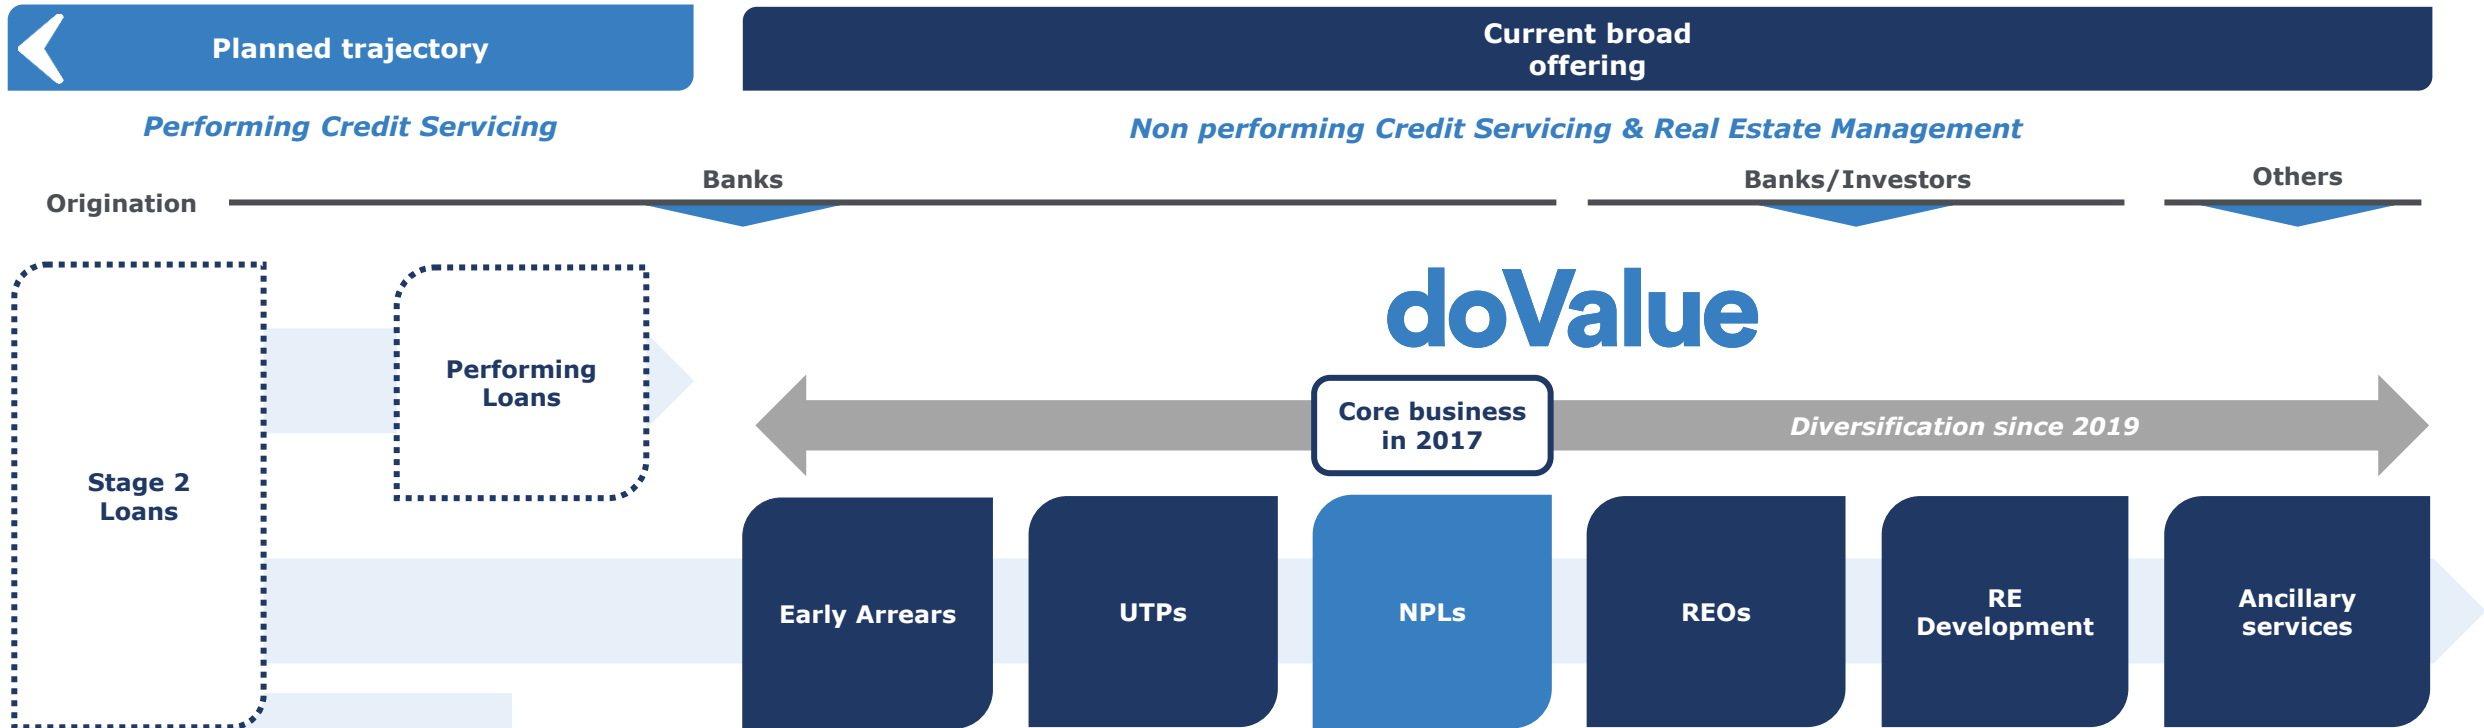 Planned trajectory
Current broad
offering
Performing Credit Servicing
Non performing Credit Servicing & Real Estate Management
Origination
Banks
Banks/Investors
Others
doValue
Performing
Loans
Stage 2
Loans
Core business
in 2017
Diversification since 2019
Early Arrears
UTPs
NPLs
REOs
RE
Development
Ancillary
services